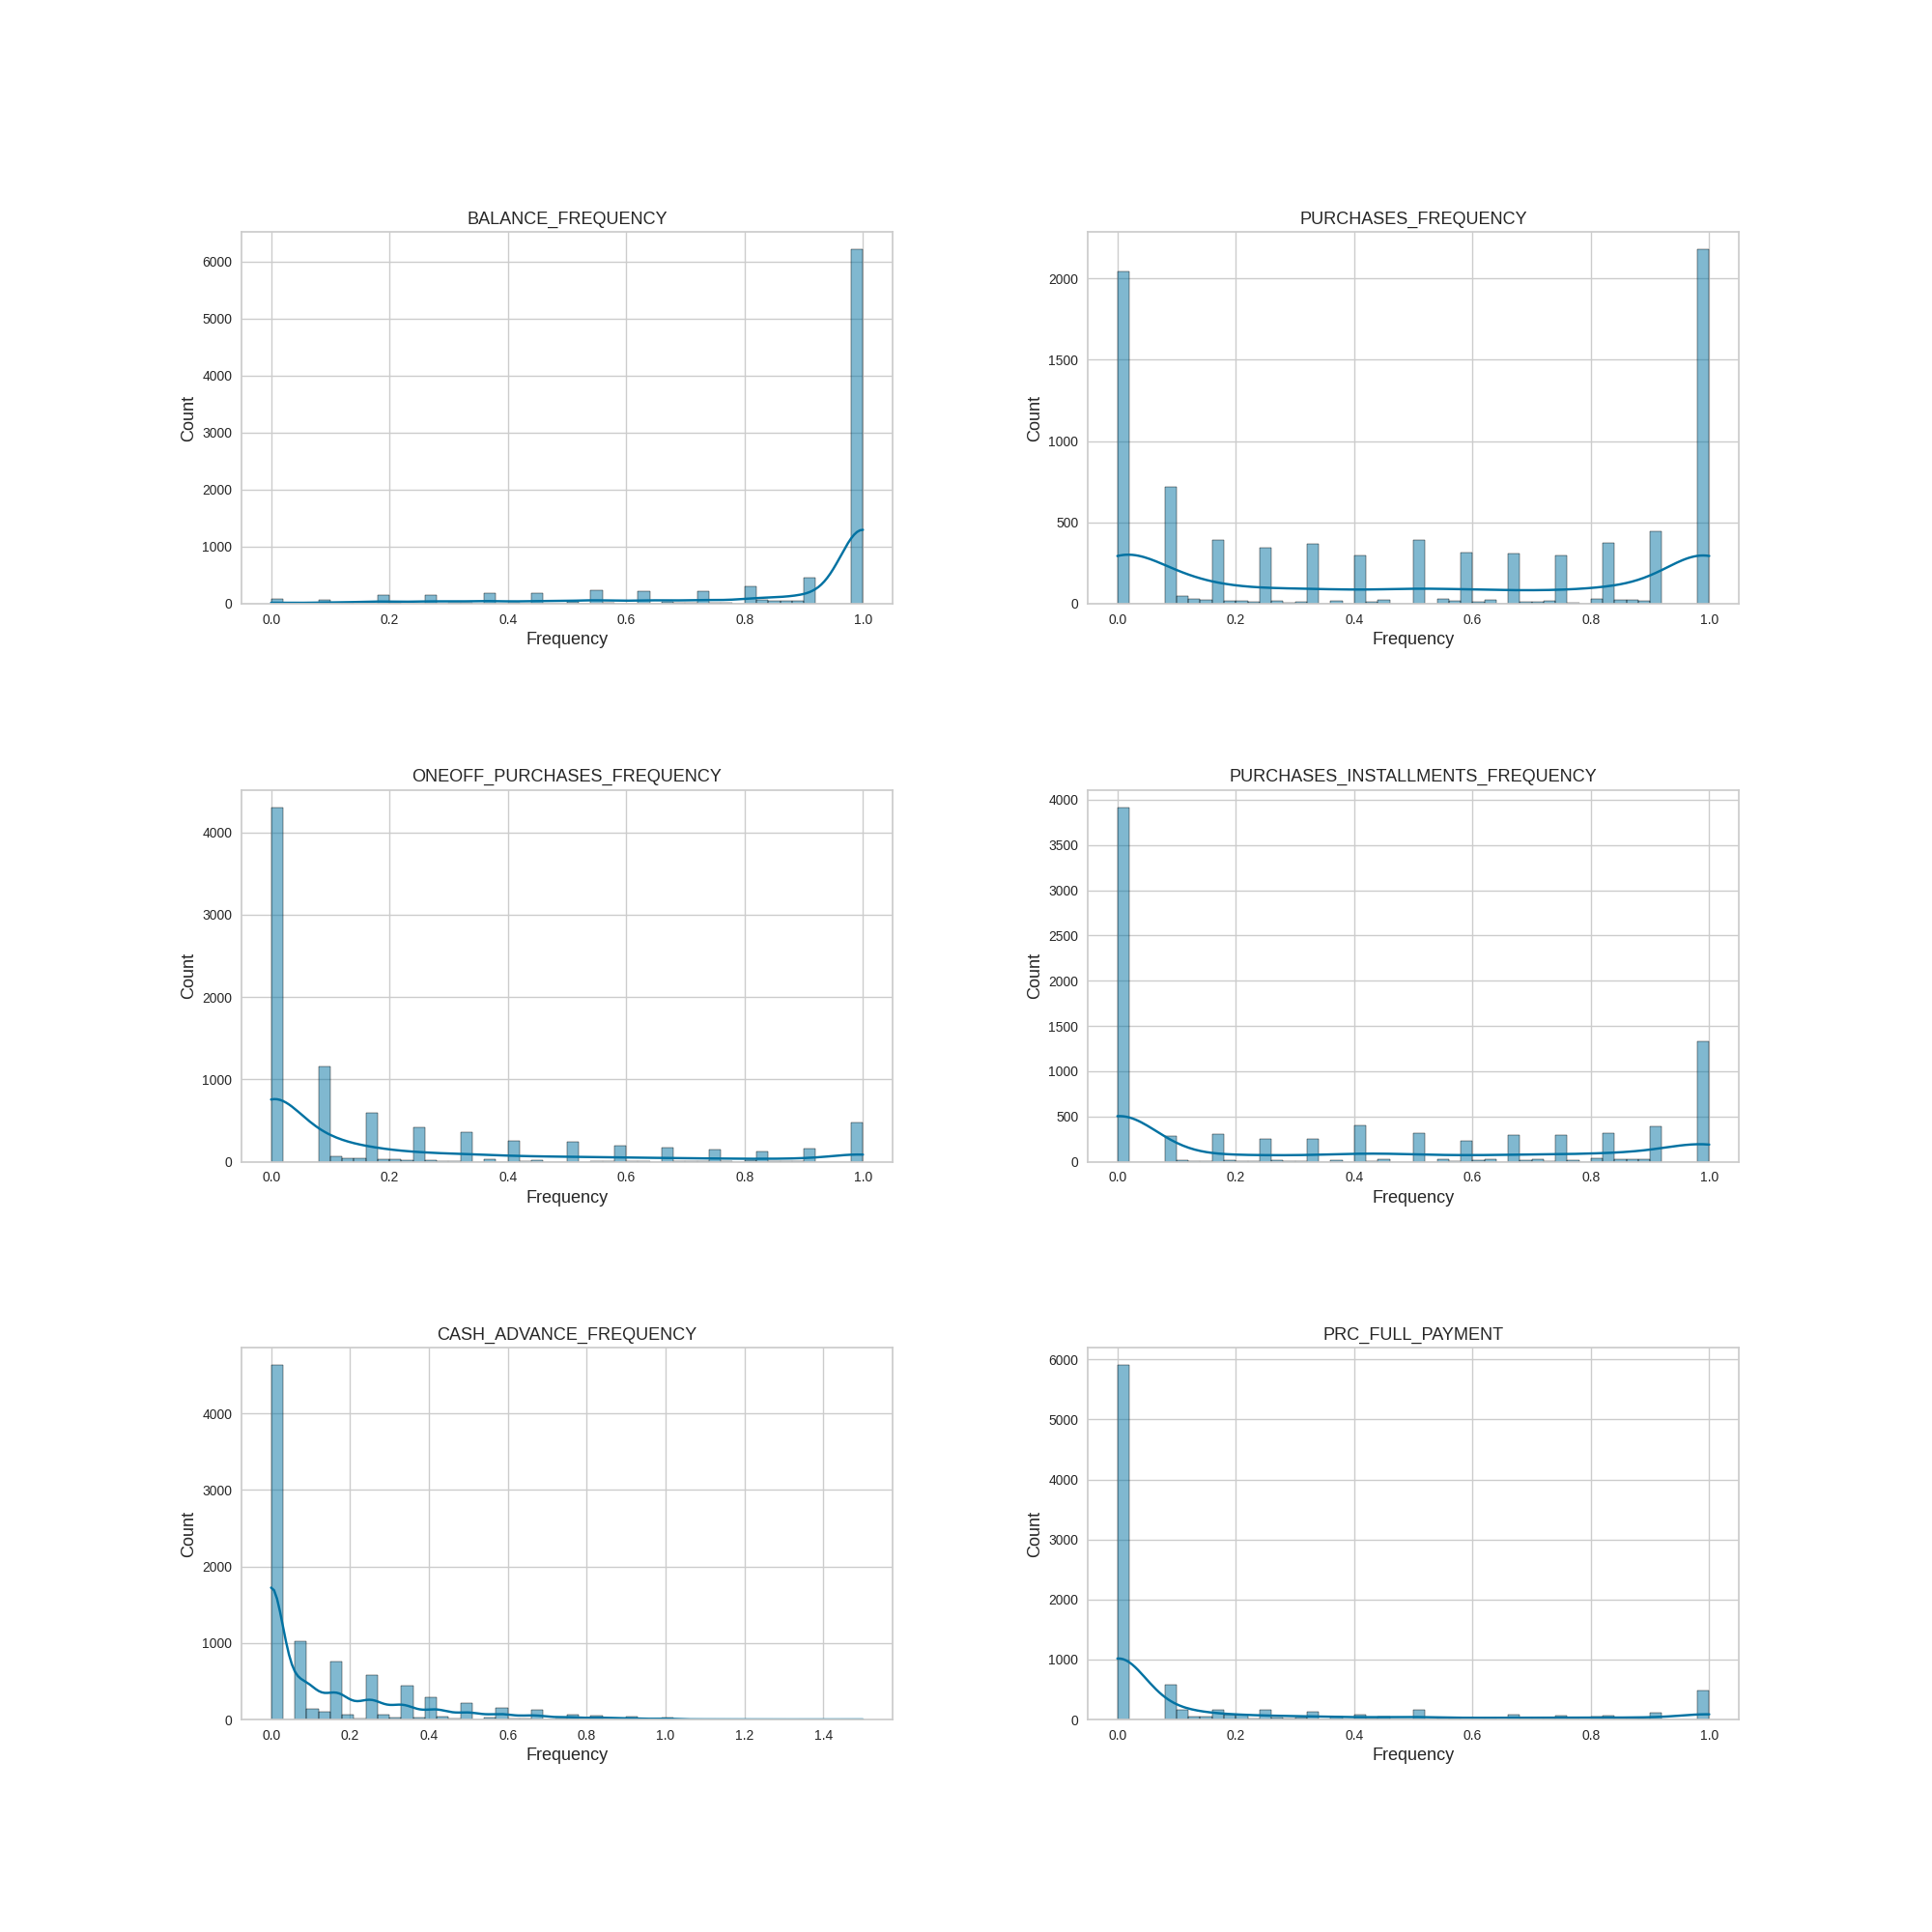 BALANCE_FREQUENCY
6000
5000
4000
3000
2000
1000
0
Count
0.0 0.2 0.4 0.6 0.8 1.0
Frequency
PURCHASES_FREQUENCY
2000
1500
1000
500
0
Count
0.0 0.2 0.4 0.6 0.8 1.0
Frequency
ONEOFF_PURCHASES_FREQUENCY
4000
3000
2000
1000
0
Count
0.0 0.2 0.4 0.6 0.8 1.0
Frequency
PURCHASES_INSTALLMENTS_FREQUENCY
4000
3500
3000
2500
2000
1500
1000
500
0
Count
0.0 0.2 0.4 0.6 0.8 1.0
Frequency
CASH_ADVANCE_FREQUENCY
4000
3000
2000
1000
0
Count
0.0 0.2 0.4 0.6 0.8 1.0 1.2 1.4
Frequency
PRC_FULL_PAYMENT
6000
5000
4000
3000
2000
1000
0
Count
0.0 0.2 0.4 0.6 0.8 1.0
Frequency